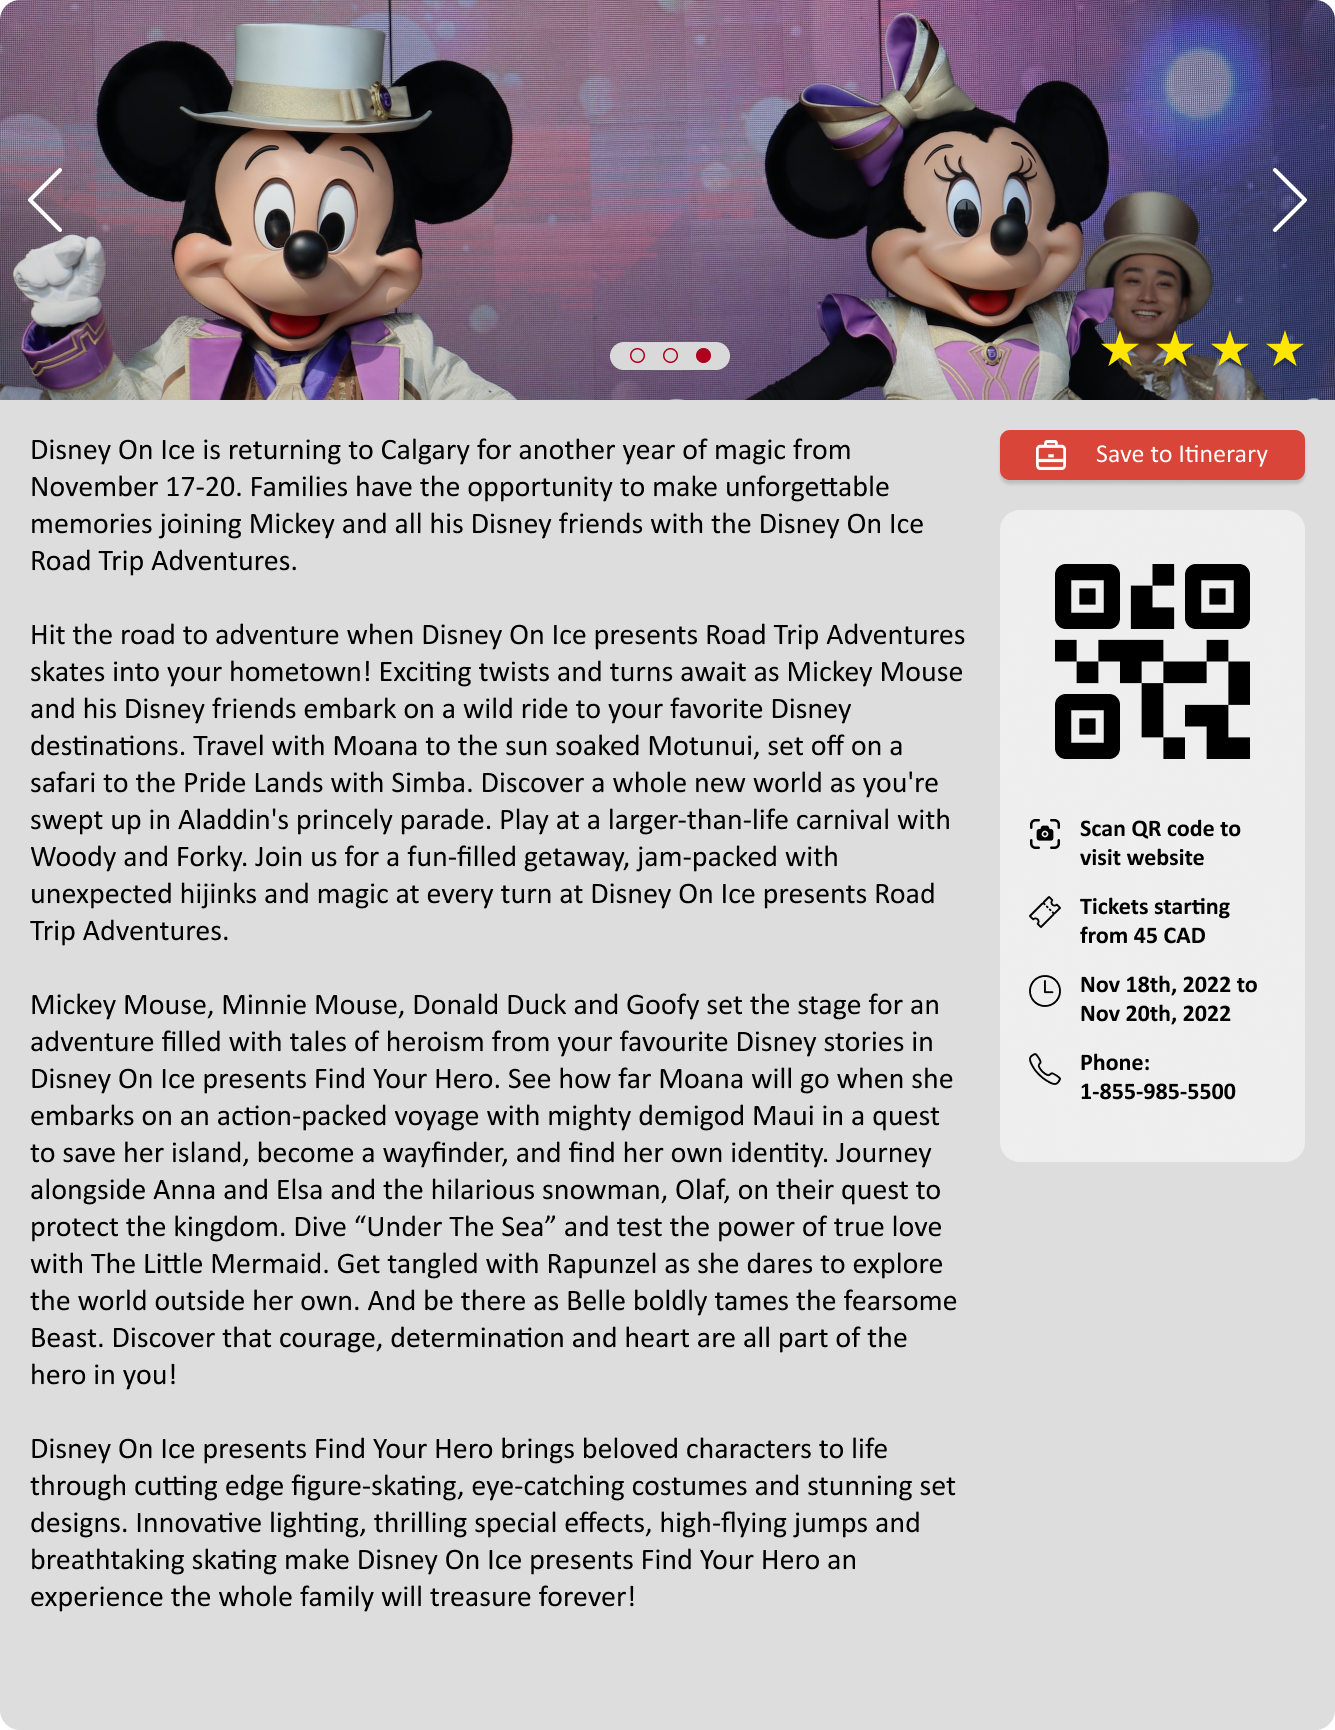 Disney On Ice is returning to Calgary for another year of magic from
November 17-20. Families have the opportunity to make unforgettable
memories joining Mickey and all his Disney friends with the Disney On Ice
Road Trip Adventures.
Hit the road to adventure when Disney On Ice presents Road Trip Adventures
skates into your hometown! Exciting twists and turns await as Mickey Mouse
and his Disney friends embark on a wild ride to your favorite Disney
destinations. Travel with Moana to the sun soaked Motunui, set off on a
safari to the Pride Lands with Simba. Discover a whole new world as you're
swept up in Aladdin's princely parade. Play at a larger-than-life carnival with
Woody and Forky. Join us for a fun-filled getaway, jam-packed with
unexpected hijinks and magic at every turn at Disney On Ice presents Road
Trip Adventures.
Mickey Mouse, Minnie Mouse, Donald Duck and Goofy set the stage for an
adventure filled with tales of heroism from your favourite Disney stories in
Disney On Ice presents Find Your Hero. See how far Moana will go when she
embarks on an action-packed voyage with mighty demigod Maui in a quest
to save her island, become a wayfinder, and find her own identity. Journey
alongside Anna and Elsa and the hilarious snowman, Olaf, on their quest to
protect the kingdom. Dive “Under The Sea” and test the power of true love
with The Little Mermaid. Get tangled with Rapunzel as she dares to explore
the world outside her own. And be there as Belle boldly tames the fearsome
Beast. Discover that courage, determination and heart are all part of the
hero in you!
Disney On Ice presents Find Your Hero brings beloved characters to life
through cutting edge figure-skating, eye-catching costumes and stunning set
designs. Innovative lighting, thrilling special effects, high-flying jumps and
breathtaking skating make Disney On Ice presents Find Your Hero an
experience the whole family will treasure forever!
Save to Itinerary
Scan QR code to
visit website
Tickets starting
from 45 CAD
Nov 18th, 2022 to
Nov 20th, 2022
Phone:
1-855-985-5500